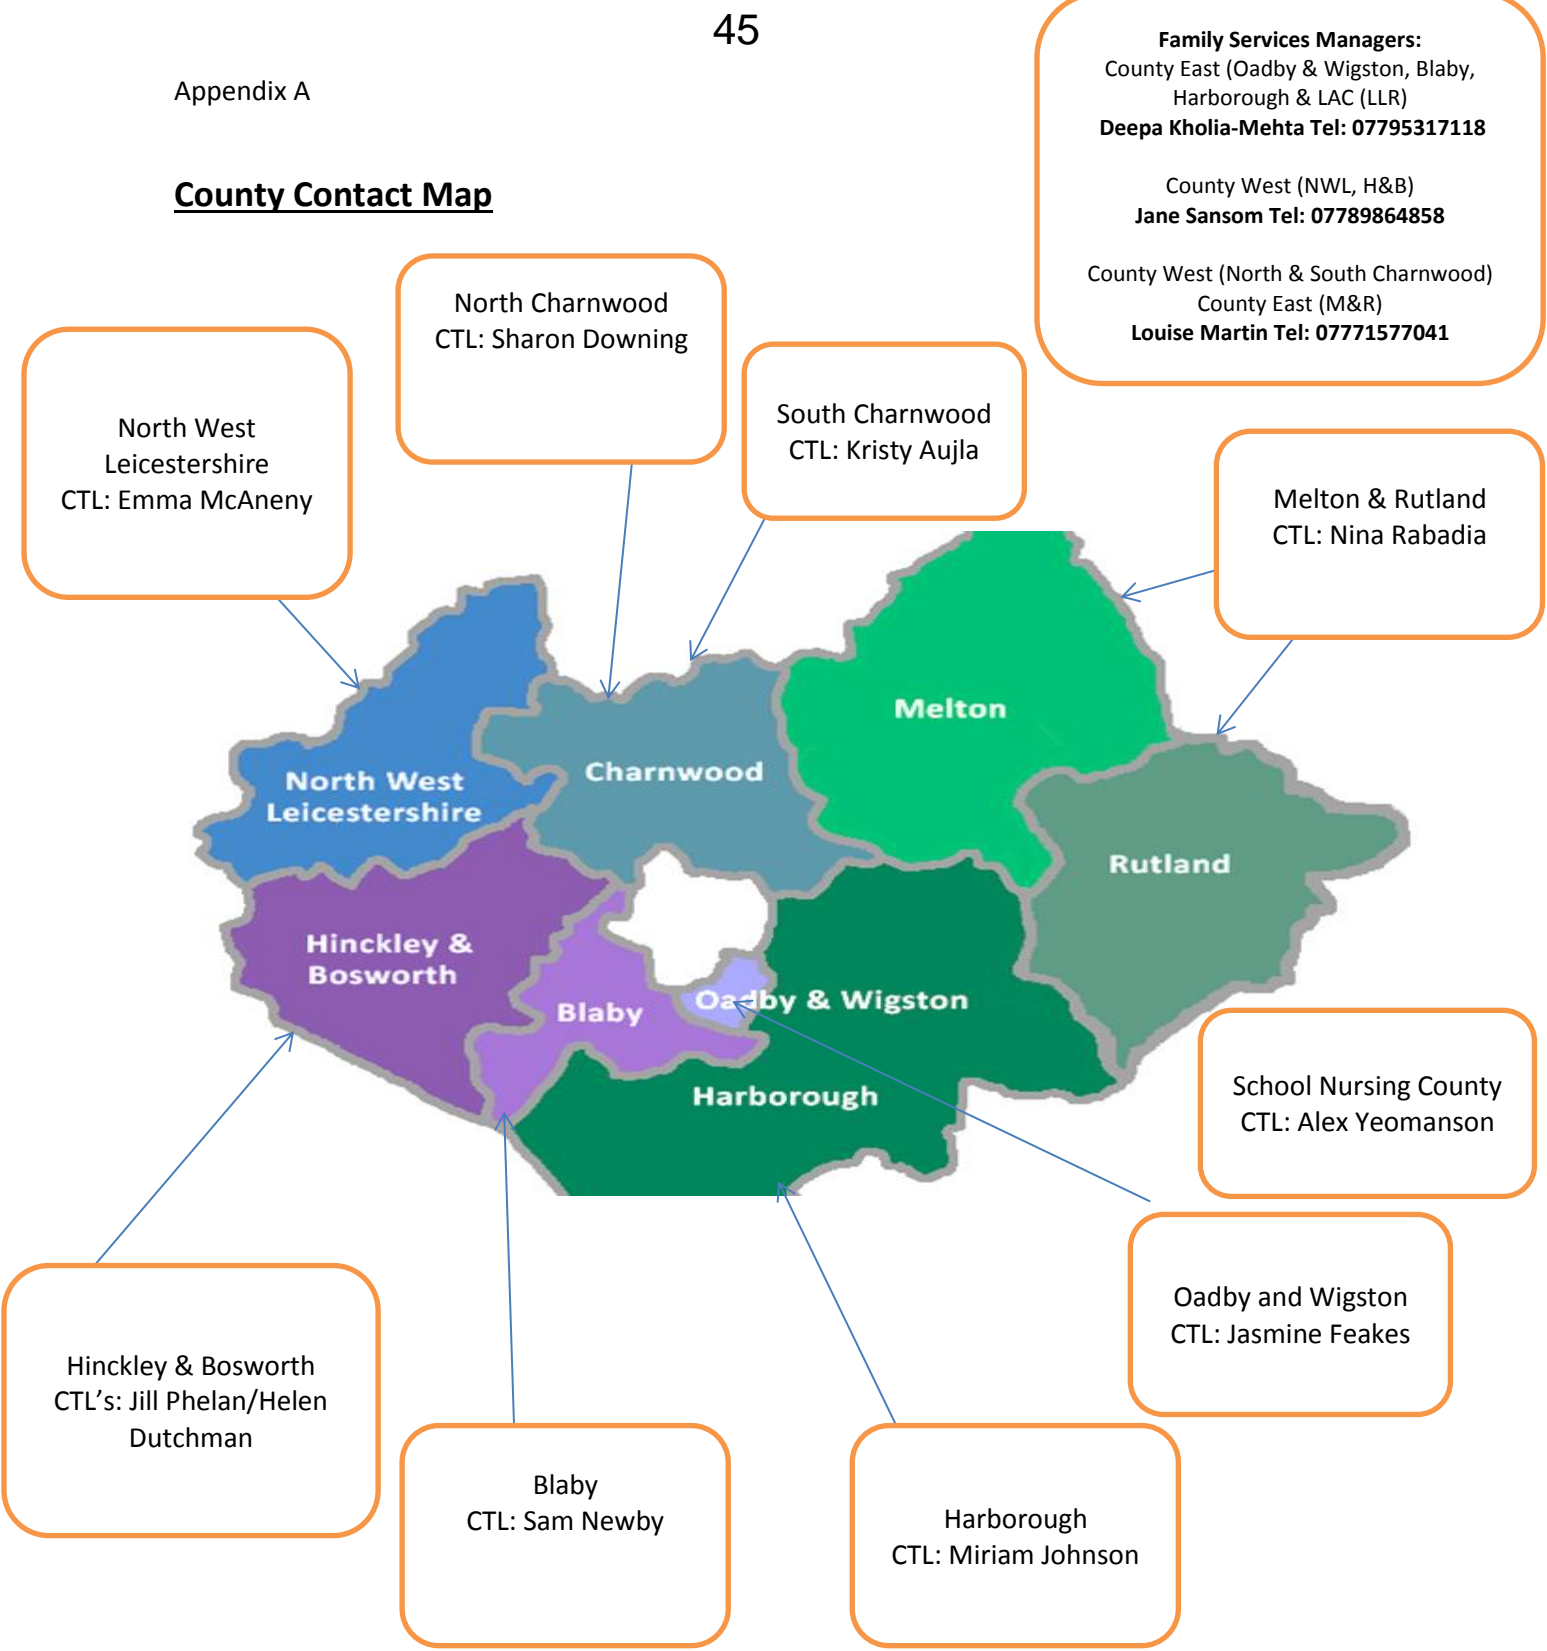 45
Appendix A
County Contact Map
Family Services Managers:
County East (Oadby & Wigston, Blaby,
Harborough & LAC (LLR)
Deepa Kholia-Mehta Tel: 07795317118
County West (NWL, H&B)
Jane Sansom Tel: 07789864858
County West (North & South Charnwood)
County East (M&R)
Louise Martin Tel: 07771577041
North Charnwood
CTL: Sharon Downing
South Charnwood
CTL: Kristy Aujla
North West
Leicestershire
CTL: Emma McAneny
Melton & Rutland
CTL: Nina Rabadia
Melton
Charnwood
North West
Leicestershire
Rutland
Hinckley &
Bosworth
Blaby
Oadby & Wigston
Harborough
School Nursing County
CTL: Alex Yeomanson
Oadby and Wigston
CTL: Jasmine Feakes
Hinckley & Bosworth
CTL’s: Jill Phelan/Helen
Dutchman
Blaby
CTL: Sam Newby
Harborough
CTL: Miriam Johnson